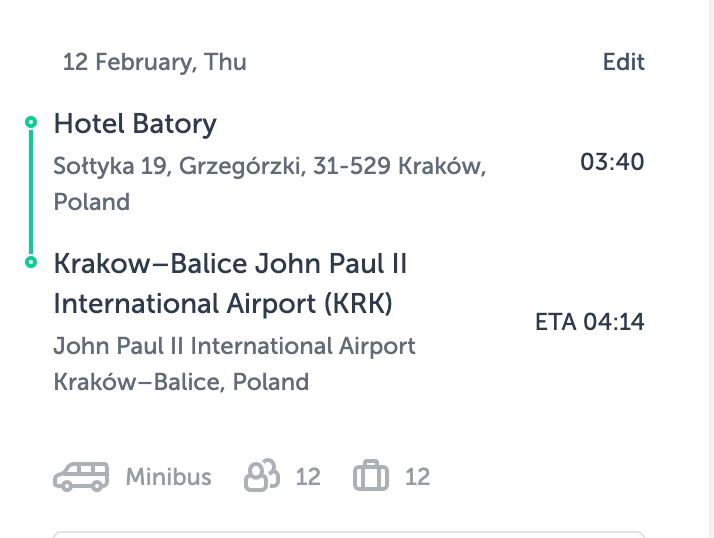 12 February, Thu
Edit
Hotel Batory
Sołtyka 19, Grzegórzki, 31-529 Kraków,
Poland
03:40
Krakow–Balice John Paul II
International Airport (KRK)
ETA 04:14
John Paul II International Airport
Kraków–Balice, Poland
Minibus 12 12